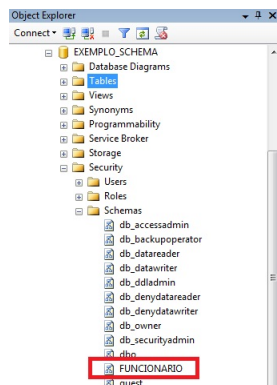 Object Explorer
Connect
EXEMPLO_SCHEMA
Database Diagrams
Tables
Views
Synonyms
Programmability
Service Broker
Storage
Security
Users
Roles
Schemas
db_accessadmin
db_backupoperator
db_datareader
db_datawriter
db_ddladmin
db_denydatareader
db_denydatawriter
db_owner
db_securityadmin
dbo
FUNCIONARIO
guest